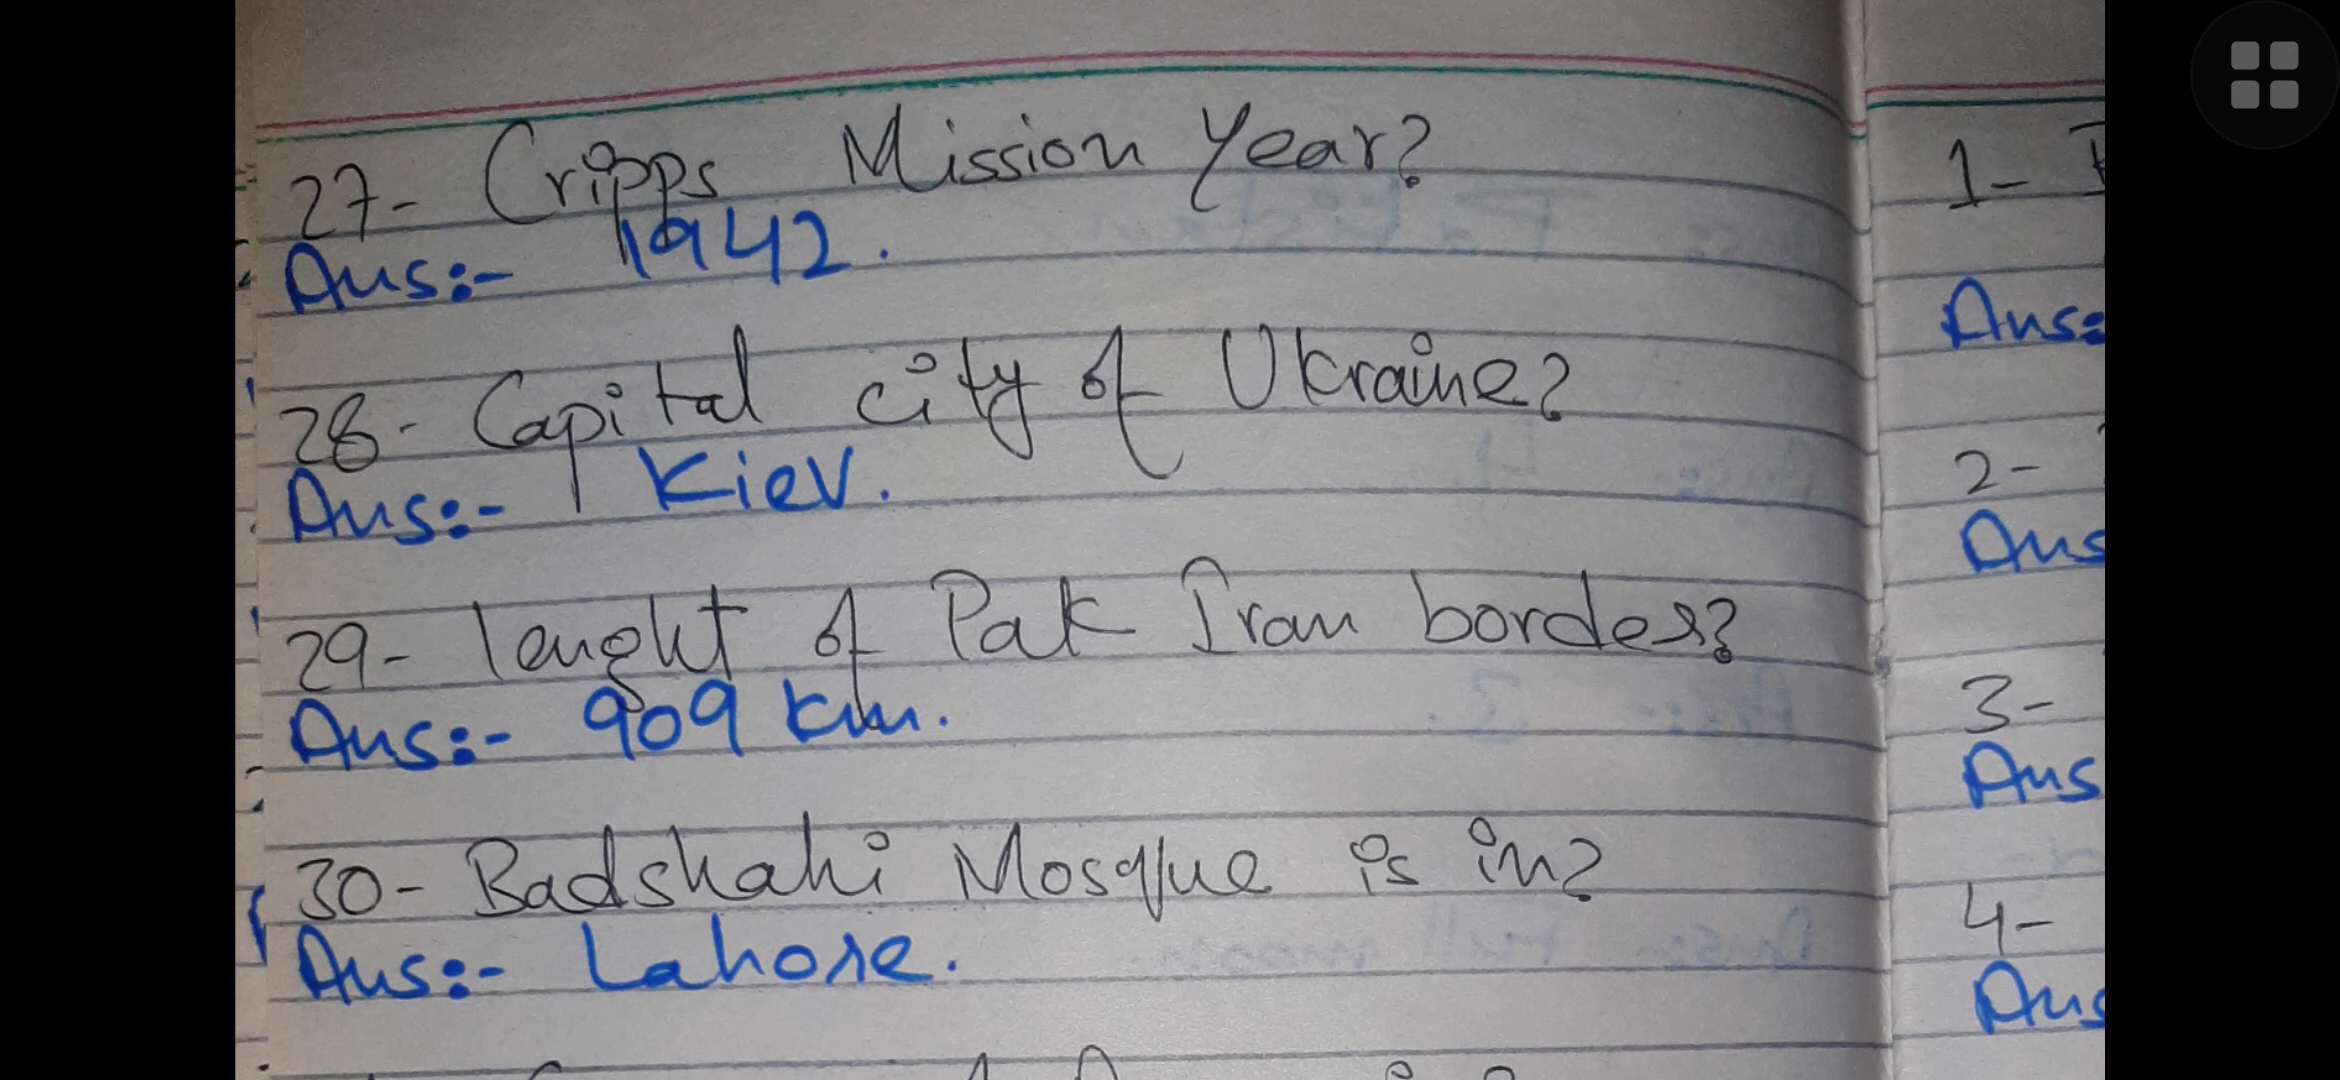 27- Cripps Mission Year?
Ans:- 1942.
28- Capital city of Ukraine?
Ans:- Kiev.
29- lenght of Pak Iran border?
Ans:- 909 km.
30- Badshahi Mosque is in?
Ans:- Lahore.
1-
Ans:
2-
Ans
3-
Ans
4-
Ans